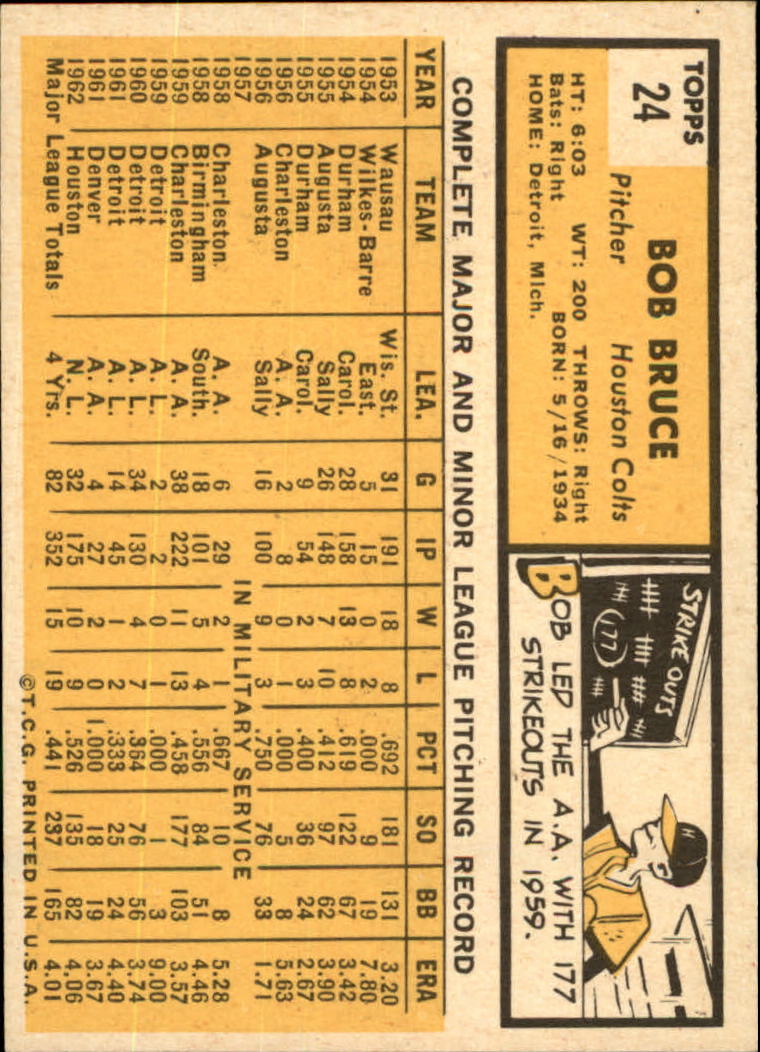 TOPPS
24
BOB BRUCE
Pitcher Houston Colts
HT: 6:03 WT: 200 THROWS: Right
Bats: Right BORN: 5/16/1934
HOME: Detroit, Mich.
STRIKE OUTS
177
BOB LED THE A.A. WITH 177
STRIKEOUTS IN 1959.
COMPLETE MAJOR AND MINOR LEAGUE PITCHING RECORD
YEAR TEAM LEA. G IP W L PCT SO BB ERA
1953 Wausau Wis. St. 31 191 18 8 .692 181 131 3.20
1954 Wilkes-Barre East. 5 15 0 2 .000 9 19 7.80
1954 Durham Carol. 28 158 13 8 .619 122 67 3.42
1955 Augusta Sally 26 148 7 10 .412 97 62 3.90
1955 Durham Carol. 9 54 2 3 .400 36 24 2.67
1956 Charleston A. A. 2 8 0 1 .000 5 8 5.63
1956 Augusta Sally 16 100 9 3 .750 76 33 1.71
1957 IN MILITARY SERVICE
1958 Charleston A. A. 6 29 2 1 .667 10 8 5.28
1958 Birmingham South. 18 101 5 4 .556 84 51 4.46
1959 Charleston A. A. 38 222 11 13 .458 177 103 3.57
1959 Detroit A. L. 2 2 0 1 .000 1 3 9.00
1960 Detroit A. L. 34 130 4 7 .364 76 56 3.74
1961 Detroit A. L. 14 45 1 2 .333 25 24 4.40
1961 Denver A. A. 4 27 2 0 1.000 18 19 3.67
1962 Houston N. L. 32 175 10 9 .526 135 82 4.06
Major League Totals 4 Yrs. 82 352 15 19 .441 237 165 4.01
©T.C.G. PRINTED IN U.S.A.